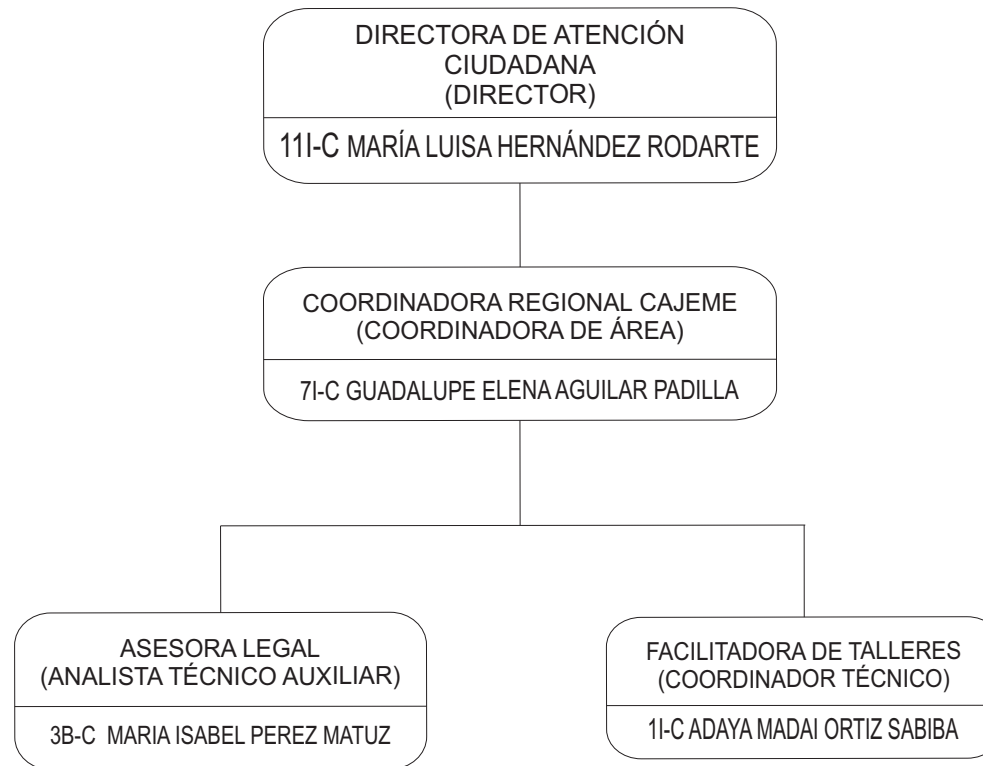 DIRECTORA DE ATENCIÓN
CIUDADANA
(DIRECTOR)
11I-C MARÍA LUISA HERNÁNDEZ RODARTE
COORDINADORA REGIONAL CAJEME
(COORDINADORA DE ÁREA)
7I-C GUADALUPE ELENA AGUILAR PADILLA
ASESORA LEGAL
(ANALISTA TÉCNICO AUXILIAR)
3B-C MARIA ISABEL PEREZ MATUZ
FACILITADORA DE TALLERES
(COORDINADOR TÉCNICO)
1I-C ADAYA MADAI ORTIZ SABIBA